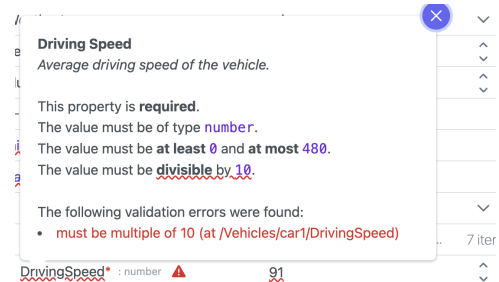 Driving Speed
Average driving speed of the vehicle.
This property is required.
The value must be of type number.
The value must be at least 0 and at most 480.
The value must be divisible by 10.
The following validation errors were found:
• must be multiple of 10 (at /Vehicles/car1/DrivingSpeed)
7 iter
DrivingSpeed* : number 91